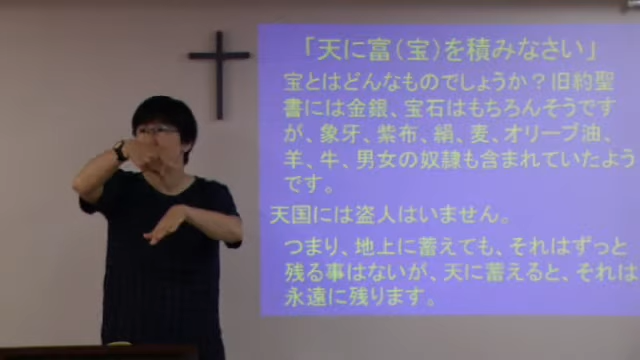 「天に富（宝）を積みなさい」
宝とはどんなものでしょうか？旧約聖
書には金銀、宝石はもちろんそうです
が、象牙、紫布、絹、麦、オリーブ油、
羊、牛、男女の奴隷も含まれていたよう
です。
天国には盗人はいません。
つまり、地上に蓄えても、それはずっと
残る事はないが、天に蓄えると、それは
永遠に残ります。